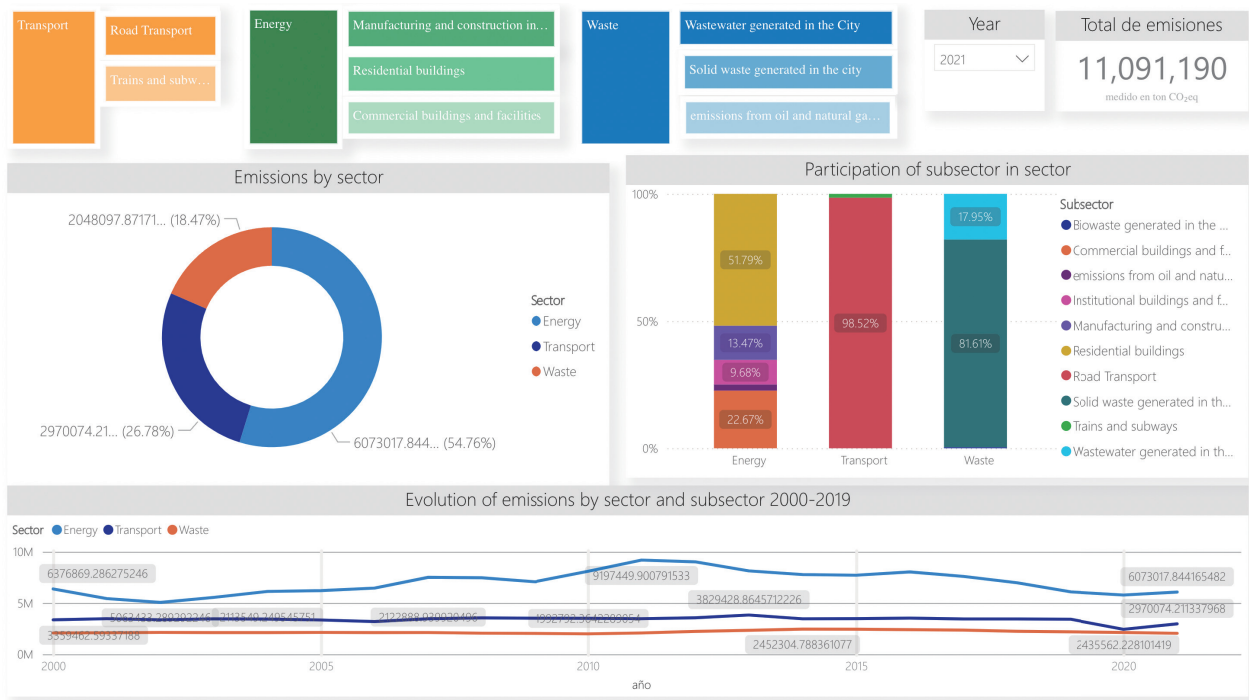 Transport
Road Transport
Trains and subw...
Energy
Manufacturing and construction in...
Residential buildings
Commercial buildings and facilities
Waste
Wastewater generated in the City
Solid waste generated in the city
emissions from oil and natural ga...
Year
2021
Total de emisiones
11,091,190
medido en ton CO₂eq
Emissions by sector
2048097.87171... (18.47%)
2970074.21... (26.78%)
6073017.844... (54.76%)
Sector
Energy
Transport
Waste
Participation of subsector in sector
100%
50%
0%
51.79%
13.47%
9.68%
22.67%
98.52%
17.95%
81.61%
Energy
Transport
Waste
Subsector
Biowaste generated in the ...
Commercial buildings and f...
emissions from oil and natu...
Institutional buildings and f...
Manufacturing and constru...
Residential buildings
Road Transport
Solid waste generated in th...
Trains and subways
Wastewater generated in th...
Evolution of emissions by sector and subsector 2000-2019
Sector Energy Transport Waste
10M
5M
0M
6376869.286275246
9197449.900791533
6073017.844165482
3829428.8645712226
2970074.211337968
3359462.59337188
2452304.788361077
2435562.228101419
2000
2005
2010
2015
2020
año